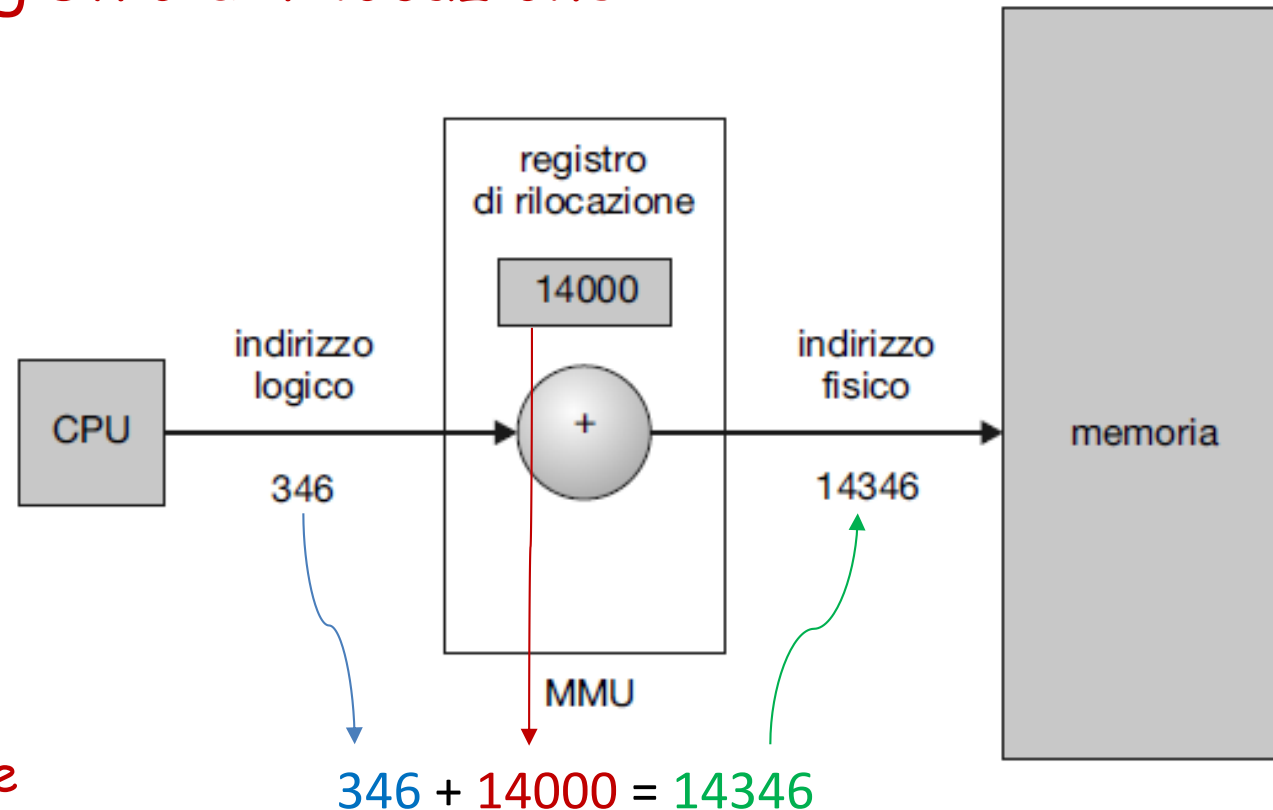 registro
di rilocazione
14000
indirizzo
logico
indirizzo
fisico
CPU
+
memoria
346
14346
MMU
346 + 14000 = 14346